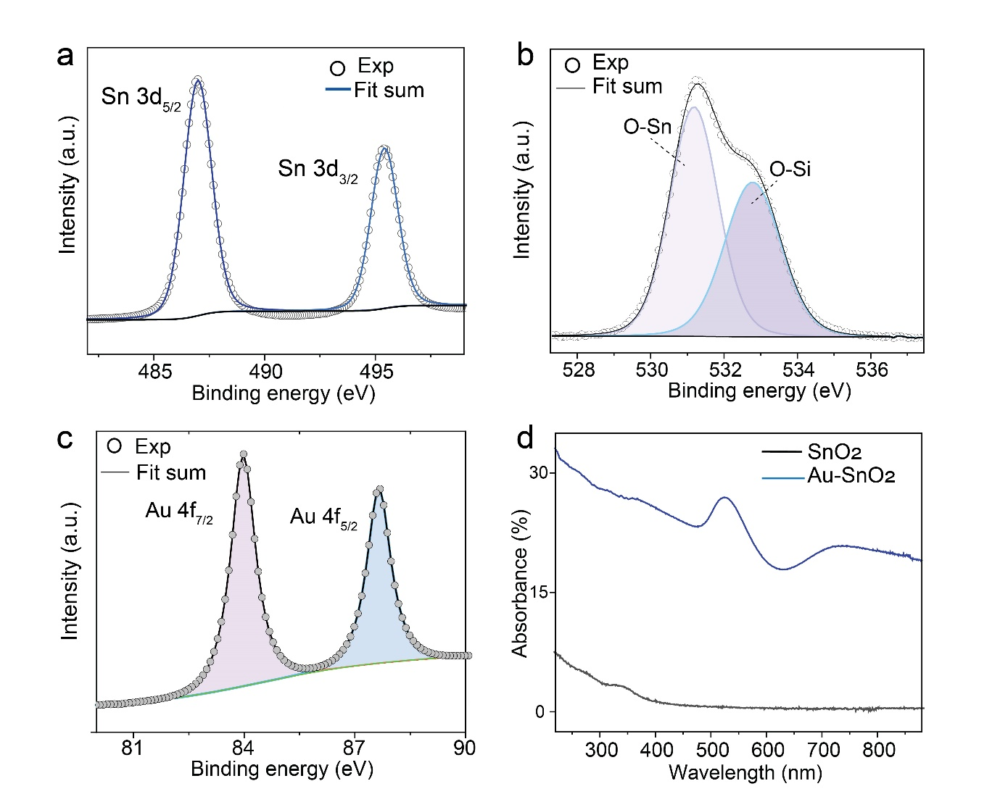 a
Exp
Fit sum
Sn 3d5/2
Sn 3d3/2
Intensity (a.u.)
485 490 495
Binding energy (eV)
b
Exp
Fit sum
O-Sn
O-Si
Intensity (a.u.)
528 530 532 534 536
Binding energy (eV)
c
Exp
Fit sum
Au 4f7/2
Au 4f5/2
Intensity (a.u.)
81 84 87 90
Binding energy (eV)
d
SnO2
Au-SnO2
30
15
0
Absorbance (%)
300 400 500 600 700 800
Wavelength (nm)